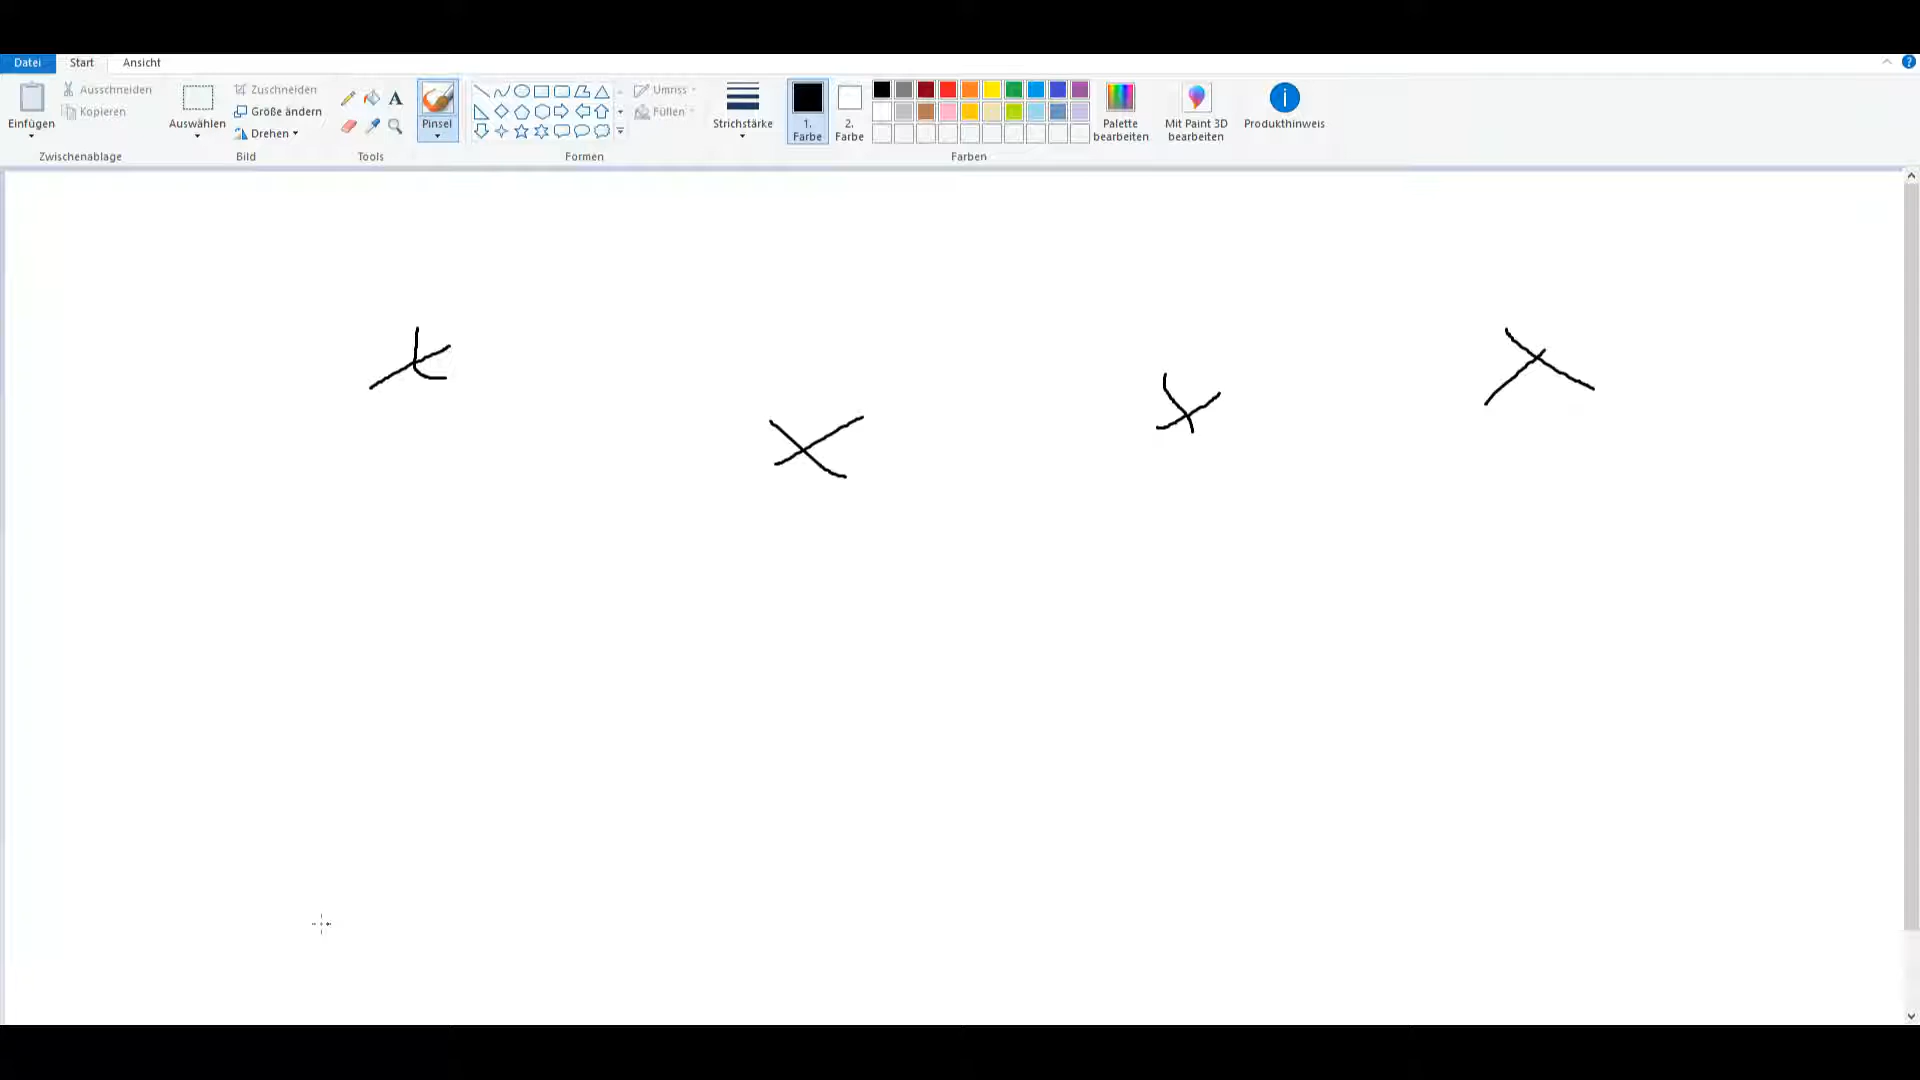 Datei Start Ansicht
Einfügen Ausschneiden Kopieren Auswählen Zuschneiden Größe ändern Drehen A Pinsel Umriss Füllen Strichstärke 1. Farbe 2. Farbe Palette bearbeiten Mit Paint 3D bearbeiten Produkthinweis
Zwischenablage Bild Tools Formen Farben